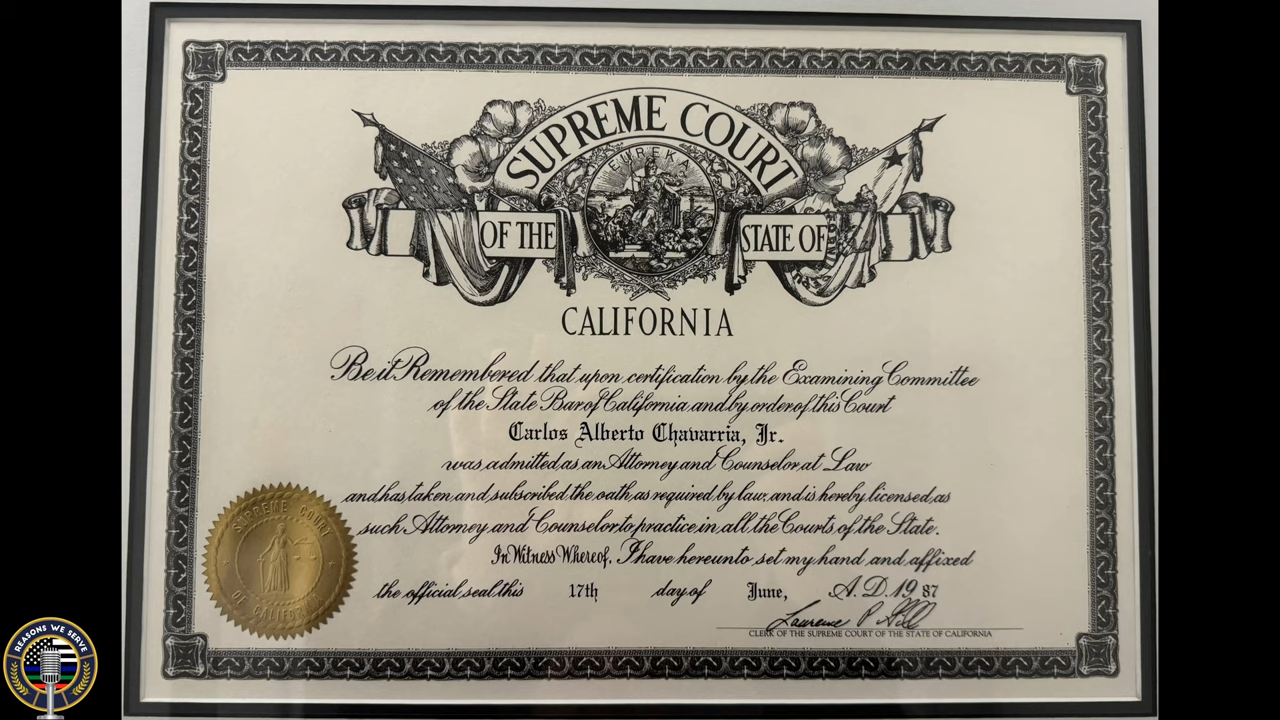 SUPREME COURT
EUREKA
OF THE
STATE OF
CALIFORNIA
Be it Remembered that upon certification by the Examining Committee
of the State Bar of California and by order of this Court
Carlos Alberto Chavarria, Jr.
was admitted as an Attorney and Counselor at Law
and has taken and subscribed the oath as required by law, and is hereby licensed as
such Attorney and Counselor to practice in all the Courts of the State.
In Witness Whereof, I have hereunto set my hand and affixed
the official seal this 17th day of June, A.D. 1987
Laurence P. Gill
CLERK OF THE SUPREME COURT OF THE STATE OF CALIFORNIA
SUPREME COURT
OF CALIFORNIA
REASONS WE SERVE